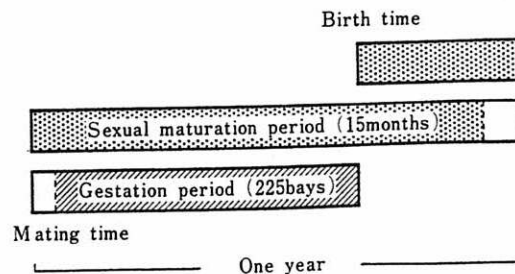 Birth time
Sexual maturation period (15months)
Gestation period (225bays)
Mating time
One year